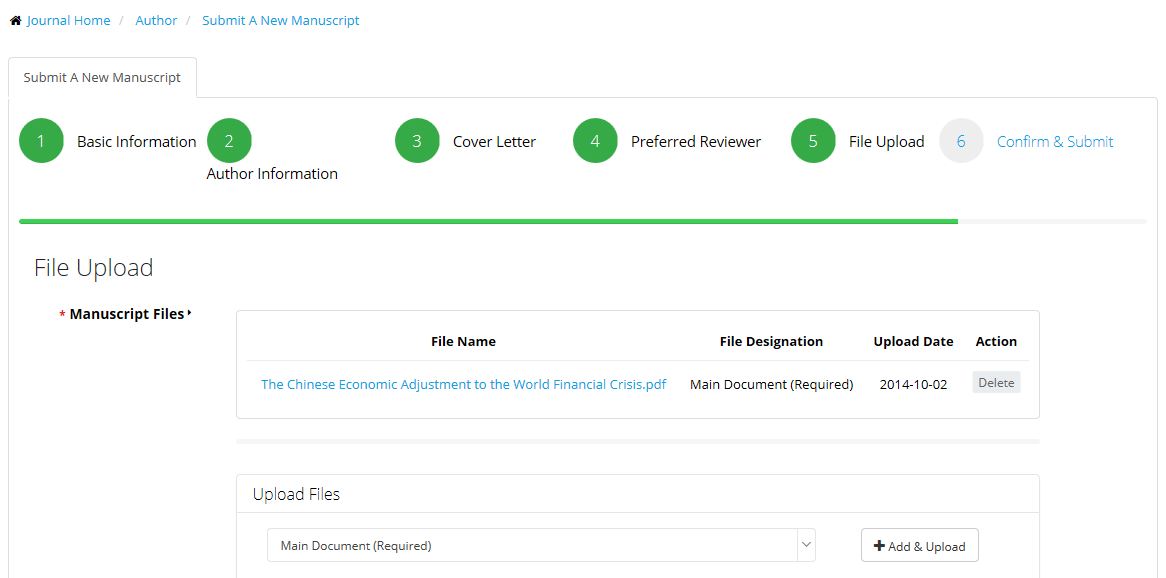 Journal Home / Author / Submit A New Manuscript
Submit A New Manuscript
1 Basic Information 2 Author Information 3 Cover Letter 4 Preferred Reviewer 5 File Upload 6 Confirm & Submit
File Upload
* Manuscript Files
File Name File Designation Upload Date Action
The Chinese Economic Adjustment to the World Financial Crisis.pdf Main Document (Required) 2014-10-02 Delete
Upload Files
Main Document (Required) + Add & Upload